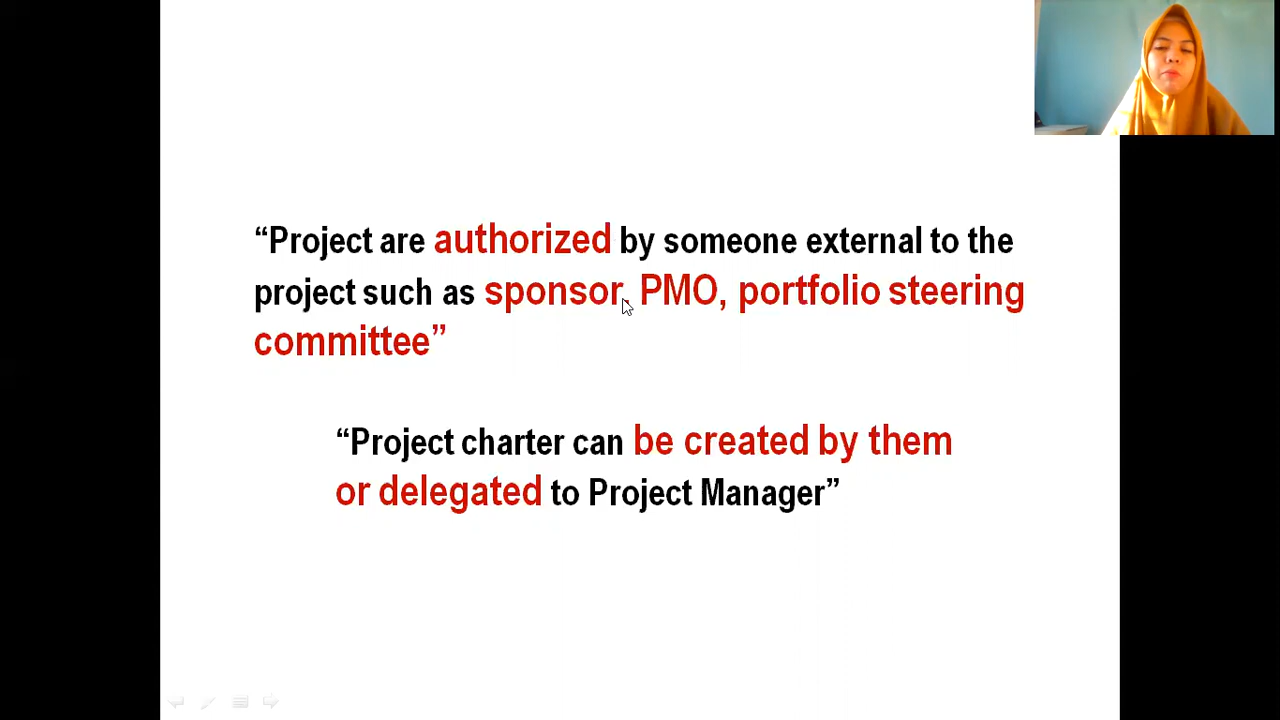 “Project are authorized by someone external to the
project such as sponsor, PMO, portfolio steering
committee”
“Project charter can be created by them
or delegated to Project Manager”